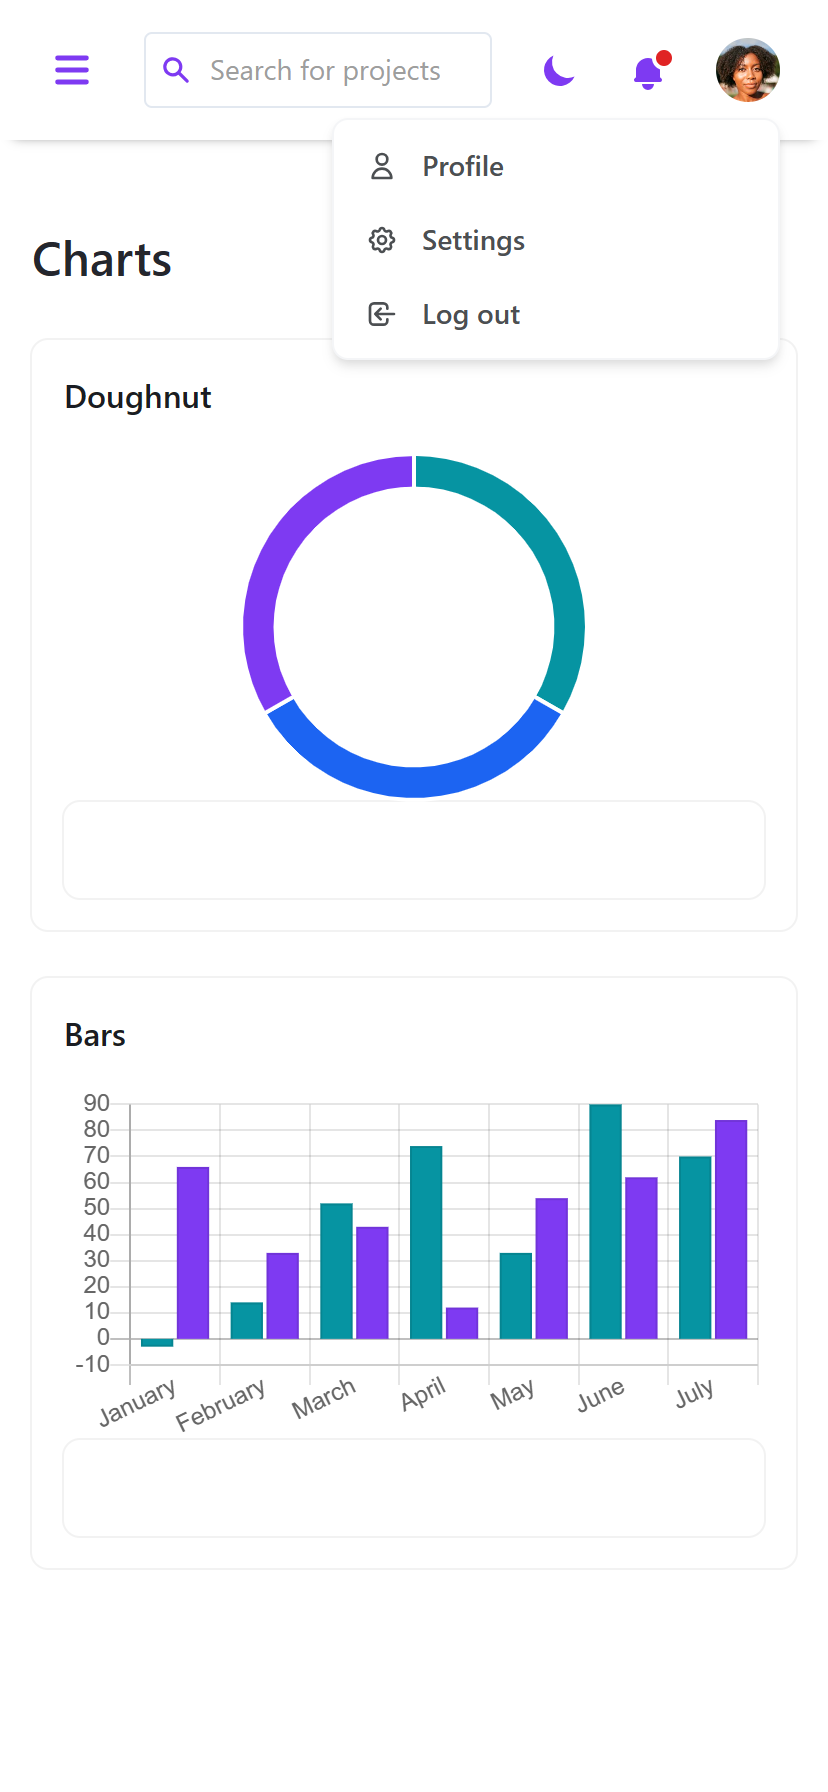 Search for projects
Profile
Settings
Log out
Charts
Doughnut
Bars
90
80
70
60
50
40
30
20
10
0
-10
January February March April May June July